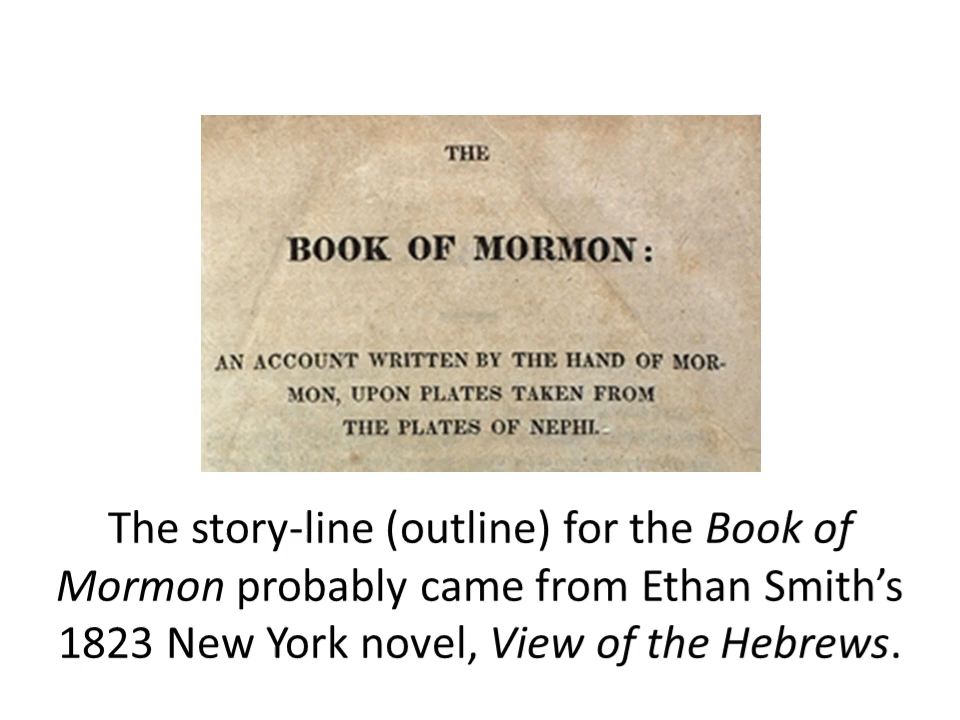 THE
BOOK OF MORMON:
AN ACCOUNT WRITTEN BY THE HAND OF MOR-
MON, UPON PLATES TAKEN FROM
THE PLATES OF NEPHI.
The story-line (outline) for the Book of
Mormon probably came from Ethan Smith’s
1823 New York novel, View of the Hebrews.